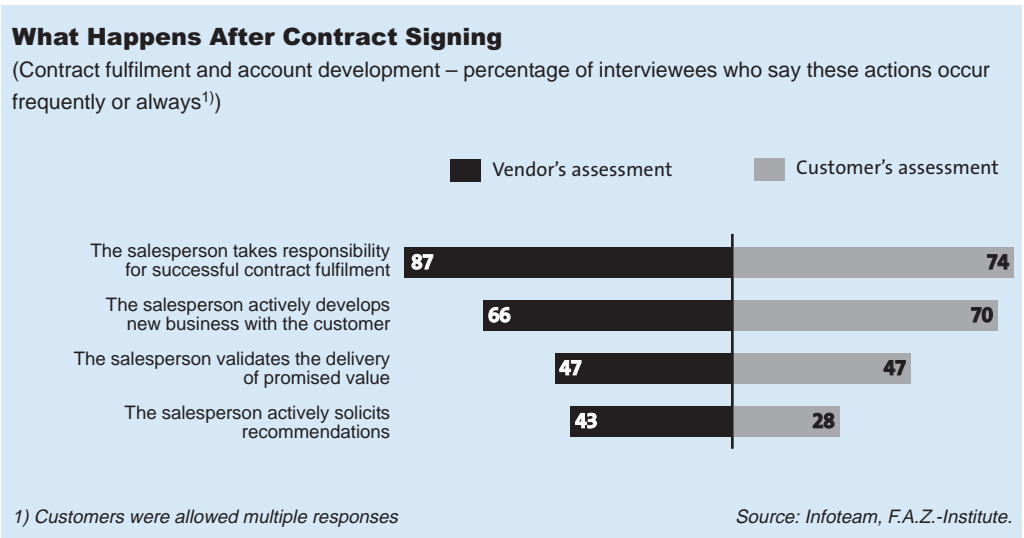 What Happens After Contract Signing
(Contract fulfilment and account development – percentage of interviewees who say these actions occur
frequently or always1))
Vendor's assessment
Customer's assessment
The salesperson takes responsibility
for successful contract fulfilment
87
74
The salesperson actively develops
new business with the customer
66
70
The salesperson validates the delivery
of promised value
47
47
The salesperson actively solicits
recommendations
43
28
1) Customers were allowed multiple responses
Source: Infoteam, F.A.Z.-Institute.